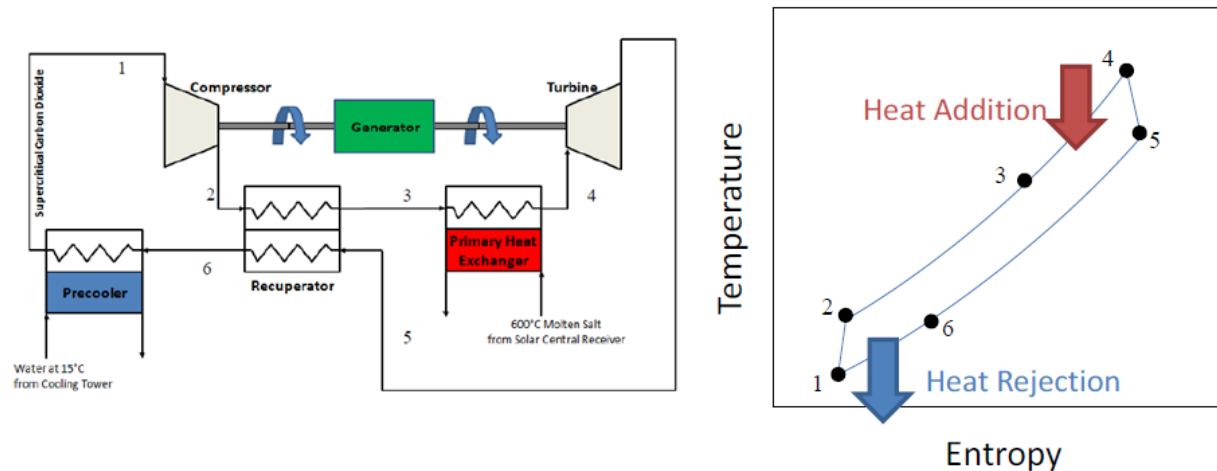 1
Compressor
Turbine
Supercritical Carbon Dioxide
Generator
2
3
4
Primary Heat
Exchanger
6
Recuperator
Precooler
600°C Molten Salt
from Solar Central Receiver
5
Water at 15°C
from Cooling Tower
Temperature
4
Heat Addition
5
3
2
6
1
Heat Rejection
Entropy